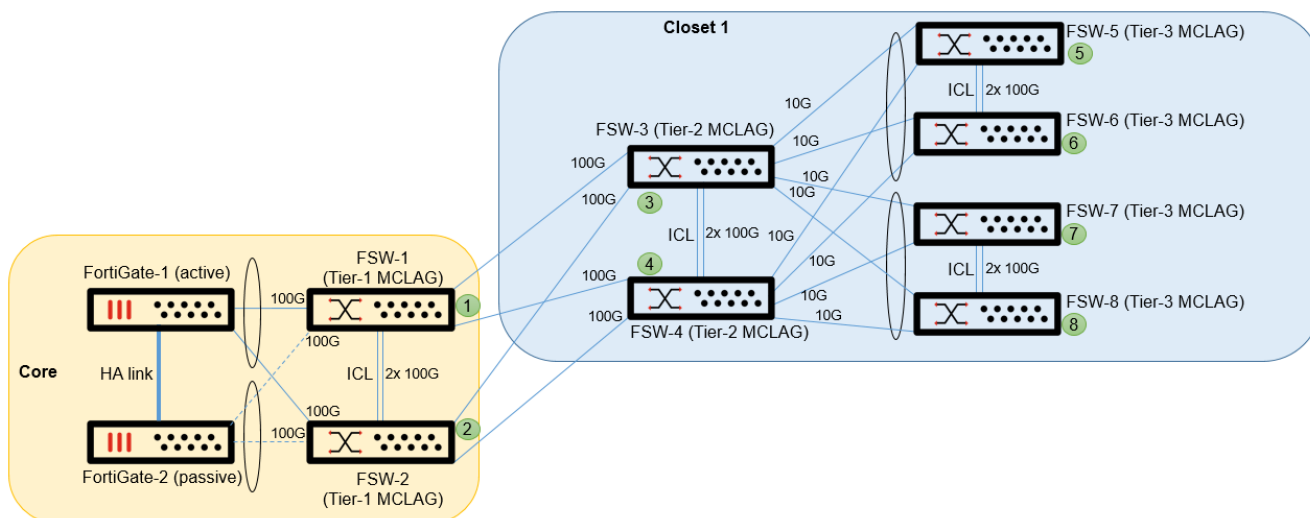 Closet 1
FSW-5 (Tier-3 MCLAG)
5
ICL
2x 100G
10G
10G
FSW-6 (Tier-3 MCLAG)
6
FSW-3 (Tier-2 MCLAG)
100G
100G
3
10G
10G
FSW-7 (Tier-3 MCLAG)
7
ICL
2x 100G
10G
10G
ICL
2x 100G
4
100G
100G
10G
10G
FSW-8 (Tier-3 MCLAG)
8
FSW-4 (Tier-2 MCLAG)
Core
FortiGate-1 (active)
FSW-1
(Tier-1 MCLAG)
100G
1
100G
HA link
ICL
2x 100G
100G
2
100G
FortiGate-2 (passive)
FSW-2
(Tier-1 MCLAG)